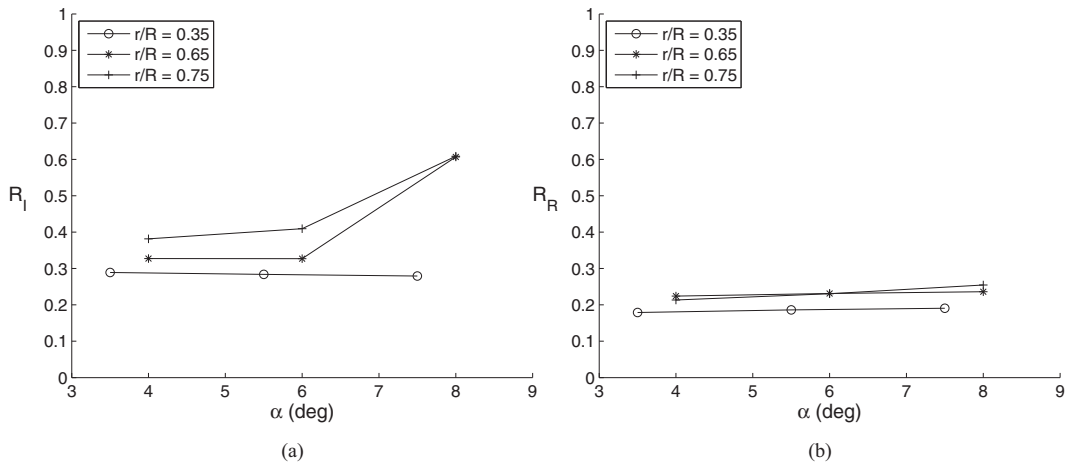 1
0.9
0.8
0.7
0.6
0.5
0.4
0.3
0.2
0.1
0
R_I
r/R = 0.35
r/R = 0.65
r/R = 0.75
3 4 5 6 7 8 9
α (deg)
(a)
1
0.9
0.8
0.7
0.6
0.5
0.4
0.3
0.2
0.1
0
R_R
r/R = 0.35
r/R = 0.65
r/R = 0.75
3 4 5 6 7 8 9
α (deg)
(b)